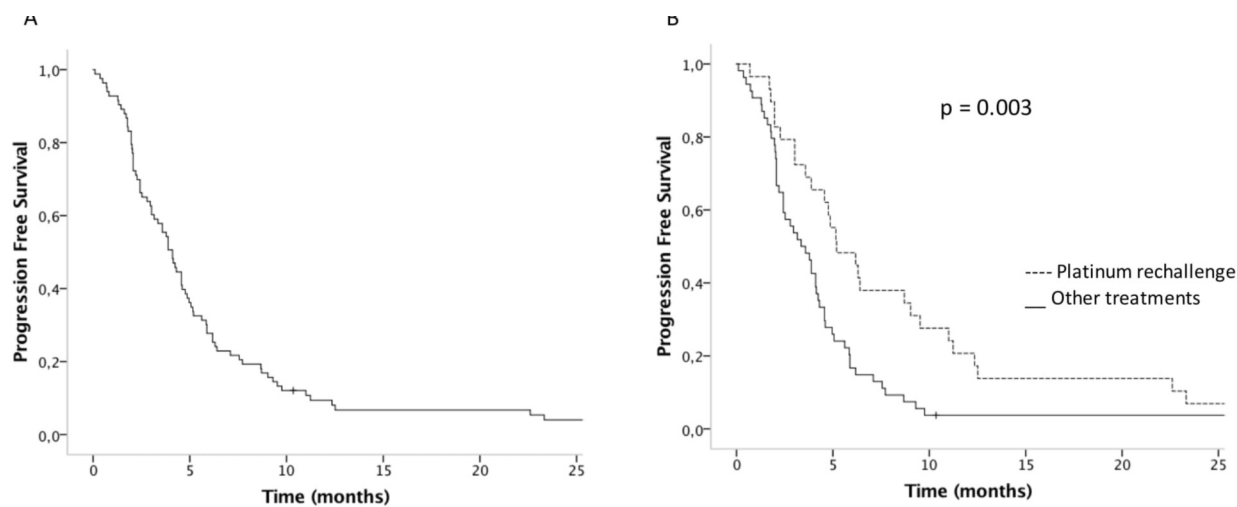 A
Progression Free Survival
1,0
0,8
0,6
0,4
0,2
0,0
0
5
10
15
20
25
Time (months)
B
Progression Free Survival
1,0
0,8
0,6
0,4
0,2
0,0
p = 0.003
Platinum rechallenge
Other treatments
0
5
10
15
20
25
Time (months)